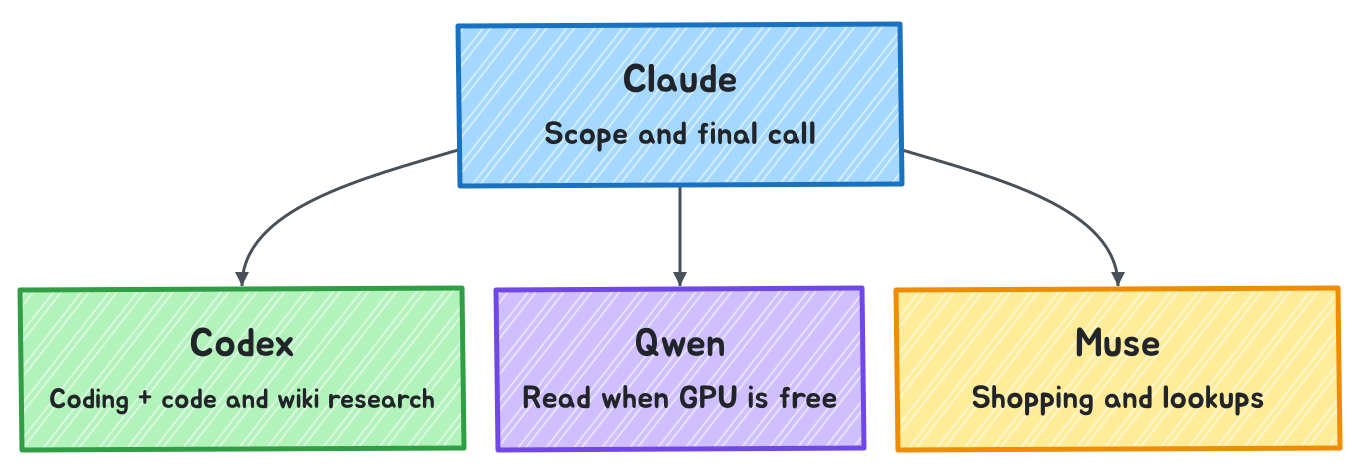 Claude
Scope and final call
Codex
Coding + code and wiki research
Qwen
Read when GPU is free
Muse
Shopping and lookups